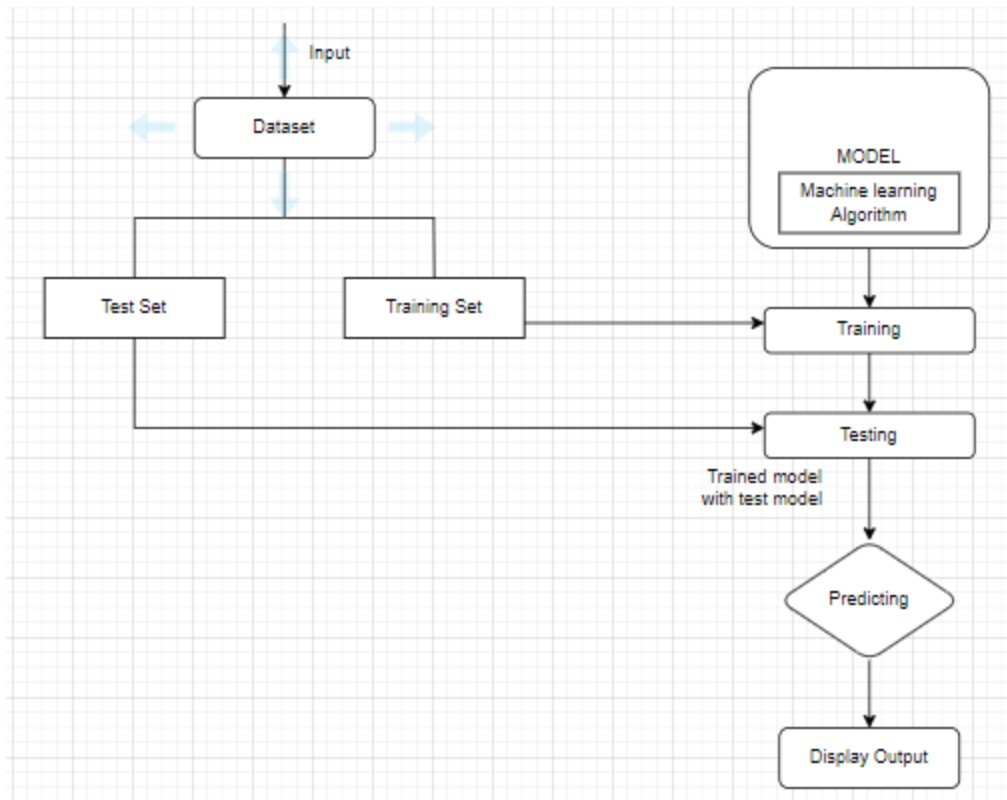 Input
Dataset
MODEL
Machine learning
Algorithm
Test Set
Training Set
Training
Testing
Trained model
with test model
Predicting
Display Output